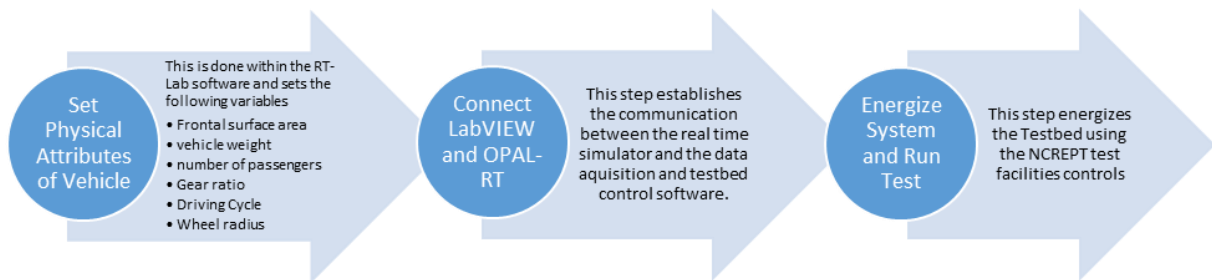 Set
Physical
Attributes
of Vehicle
This is done within the RT-
Lab software and sets the
following variables
• Frontal surface area
• vehicle weight
• number of passengers
• Gear ratio
• Driving Cycle
• Wheel radius
Connect
LabVIEW
and OPAL-
RT
This step establishes
the communication
between the real time
simulator and the data
aquisition and testbed
control software.
Energize
System
and Run
Test
This step energizes
the Testbed using
the NCREPT test
facilities controls